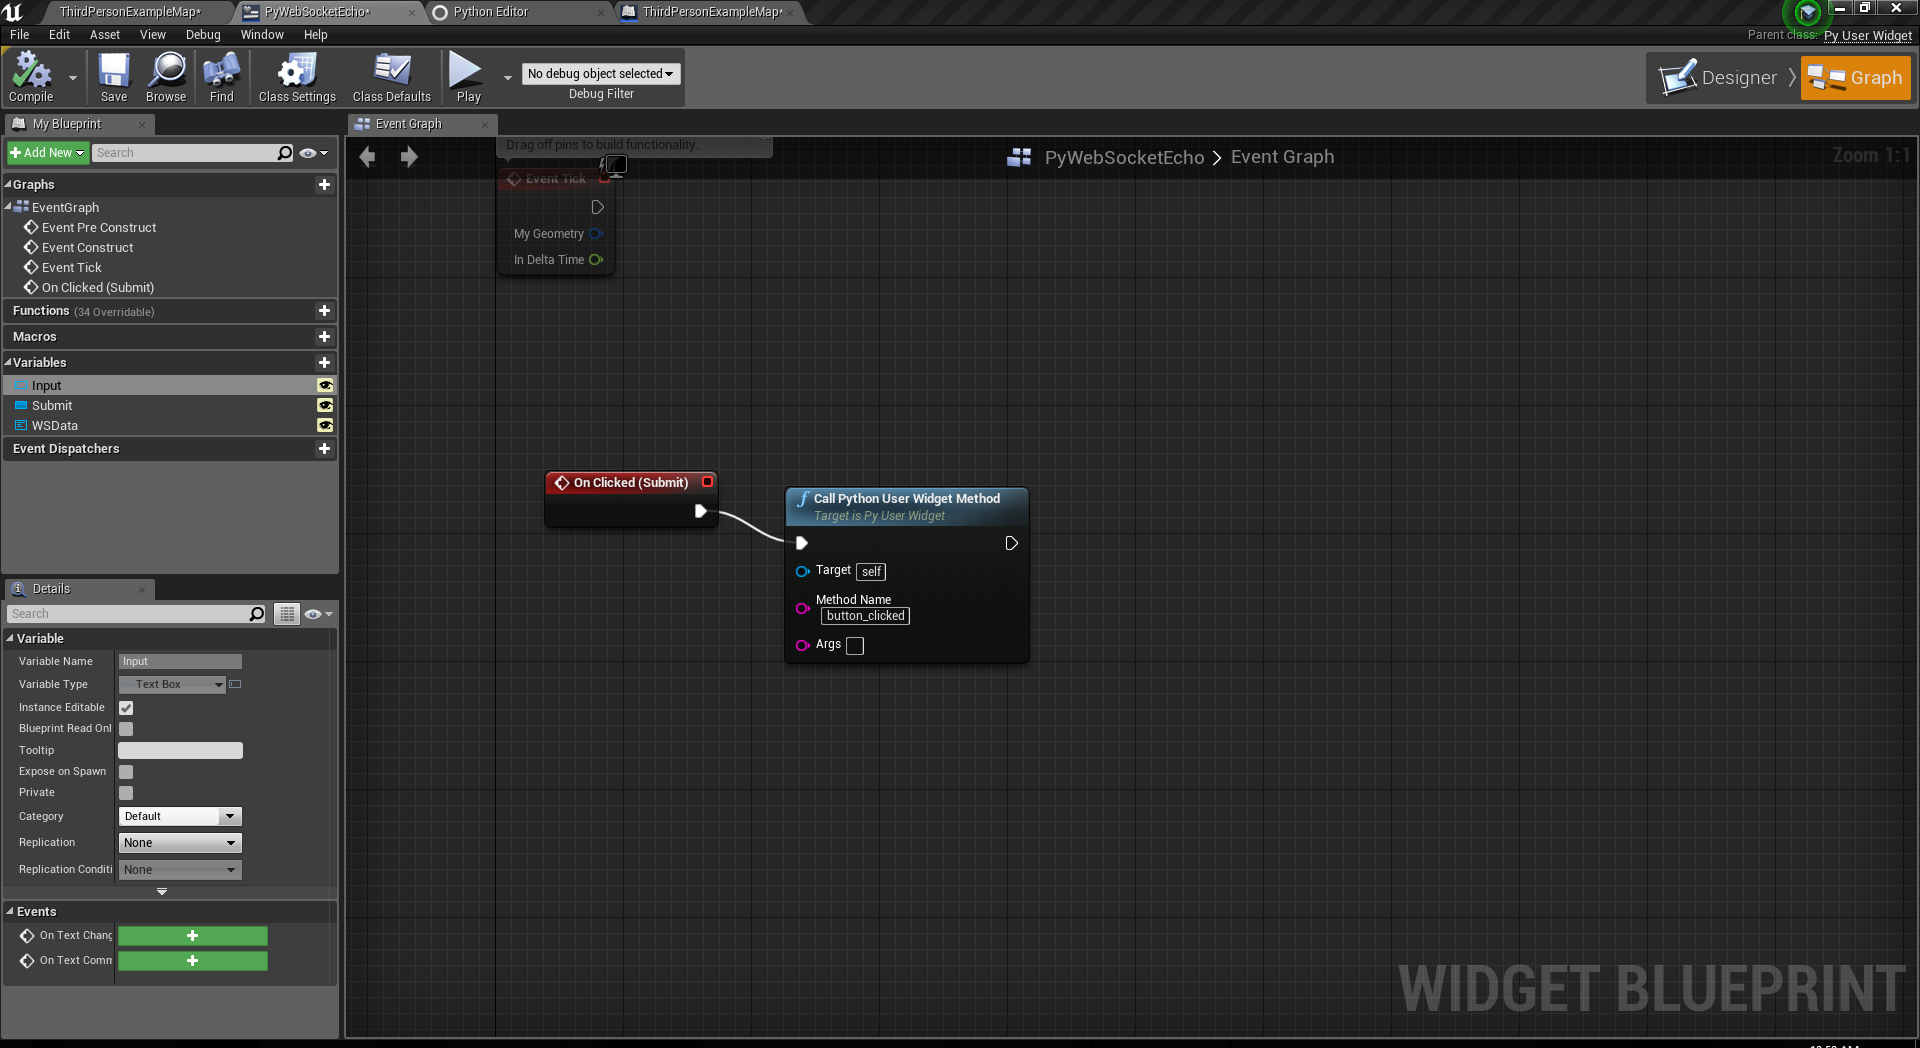 ThirdPersonExampleMap*
PyWebSocketEcho*
Python Editor
ThirdPersonExampleMap*
File Edit Asset View Debug Window Help
Parent class: Py User Widget
Compile
Save
Browse
Find
Class Settings
Class Defaults
Play
No debug object selected
Debug Filter
Designer
Graph
My Blueprint
Add New
Search
Graphs
EventGraph
Event Pre Construct
Event Construct
Event Tick
On Clicked (Submit)
Functions (34 Overridable)
Macros
Variables
Input
Submit
WSData
Event Dispatchers
Details
Search
Variable
Variable Name Input
Variable Type Text Box
Instance Editable
Blueprint Read Onl
Tooltip
Expose on Spawn
Private
Category Default
Replication None
Replication Conditi None
Events
On Text Chang
On Text Comm
Event Graph
Drag off pins to build functionality.
PyWebSocketEcho > Event Graph
Zoom 1:1
Event Tick
My Geometry
In Delta Time
On Clicked (Submit)
f Call Python User Widget Method
Target is Py User Widget
Target self
Method Name
button_clicked
Args
WIDGET BLUEPRINT